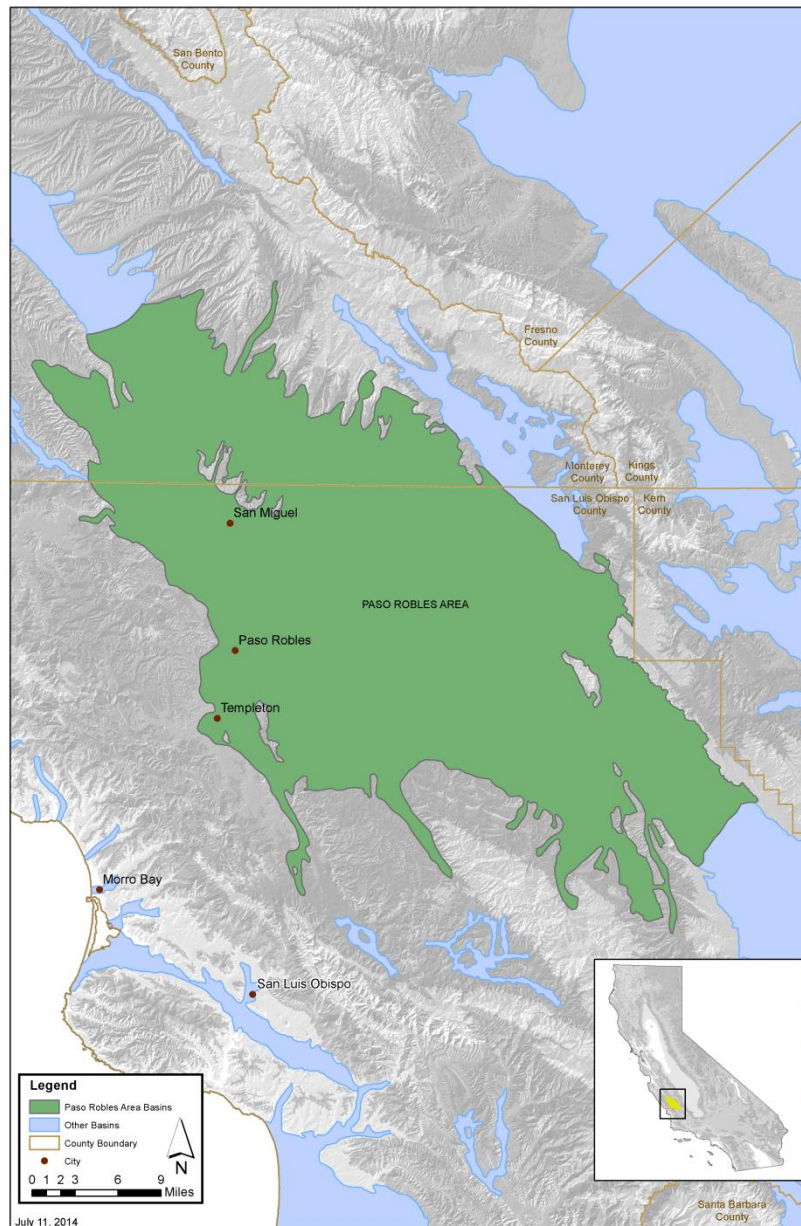 San Benito
County
Fresno
County
Monterey
County
Kings
County
San Luis Obispo
County
Kern
County
San Miguel
PASO ROBLES AREA
Paso Robles
Templeton
Morro Bay
San Luis Obispo
Legend
Paso Robles Area Basins
Other Basins
County Boundary
City
N
0 1 2 3 6 9
Miles
July 11, 2014
Santa Barbara
County